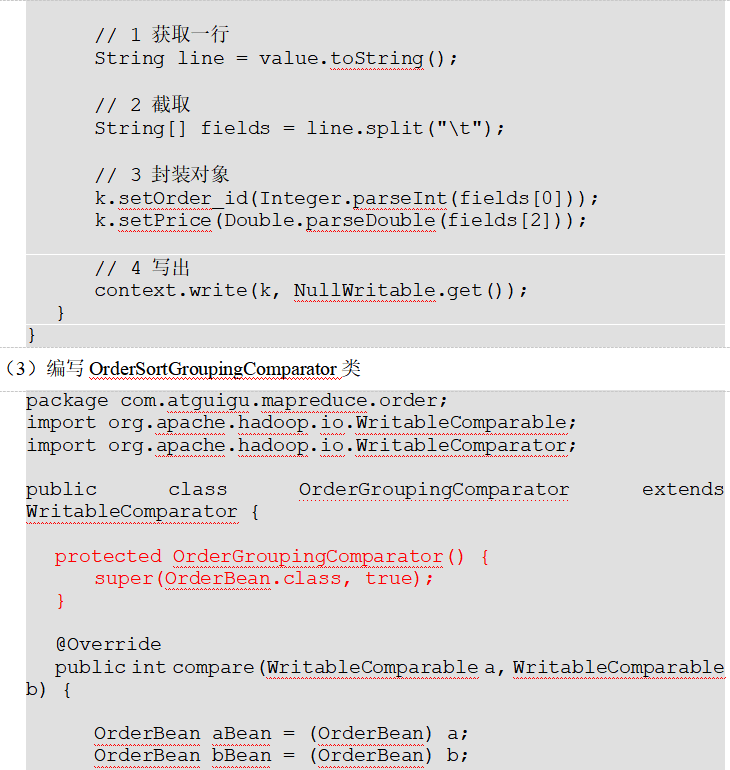 // 1 获取一行
String line = value.toString();
// 2 截取
String[] fields = line.split("\t");
// 3 封装对象
k.setOrder_id(Integer.parseInt(fields[0]));
k.setPrice(Double.parseDouble(fields[2]));
// 4 写出
context.write(k, NullWritable.get());
}
}
（3）编写 OrderSortGroupingComparator 类
package com.atguigu.mapreduce.order;
import org.apache.hadoop.io.WritableComparable;
import org.apache.hadoop.io.WritableComparator;
public class OrderGroupingComparator extends
WritableComparator {
protected OrderGroupingComparator() {
super(OrderBean.class, true);
}
@Override
public int compare(WritableComparable a, WritableComparable
b) {
OrderBean aBean = (OrderBean) a;
OrderBean bBean = (OrderBean) b;